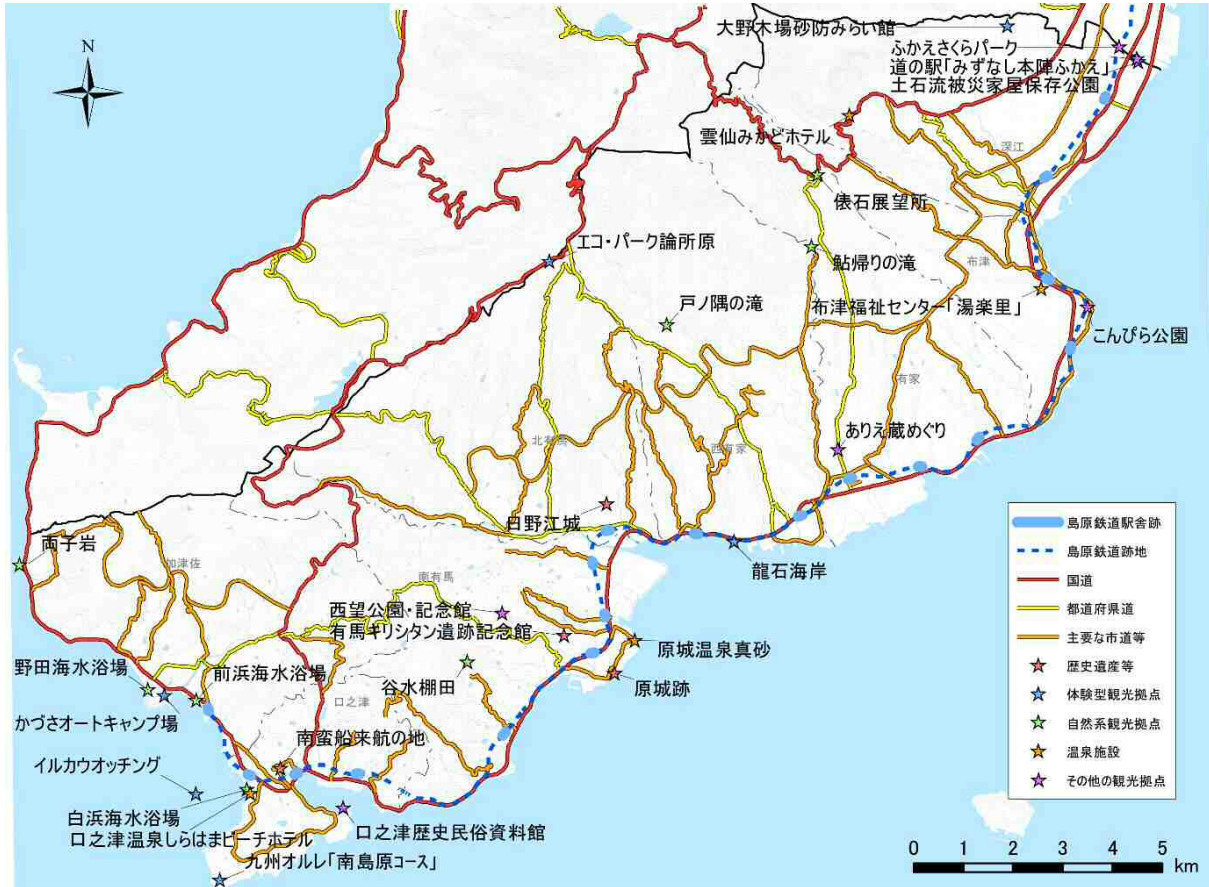 N
大野木場砂防みらい館
ふかえさくらパーク
道の駅「みずなし本陣ふかえ」
土石流被災家屋保存公園
雲仙みかどホテル
深江
俵石展望所
エコ・パーク論所原
鮎帰りの滝
布津
戸ノ隅の滝
布津福祉センター「湯楽里」
こんぴら公園
有家
ありえ蔵めぐり
北有馬
西有家
日野江城
龍石海岸
両子岩
加津佐
南有馬
西望公園・記念館
有馬キリシタン遺跡記念館
原城温泉真砂
原城跡
野田海水浴場
前浜海水浴場
谷水棚田
かづさオートキャンプ場
口之津
南蛮船来航の地
イルカウオッチング
白浜海水浴場
口之津温泉しらはまビーチホテル
口之津歴史民俗資料館
九州オルレ「南島原コース」
島原鉄道駅舎跡
島原鉄道跡地
国道
都道府県道
主要な市道等
歴史遺産等
体験型観光拠点
自然系観光拠点
温泉施設
その他の観光拠点
0 1 2 3 4 5
km